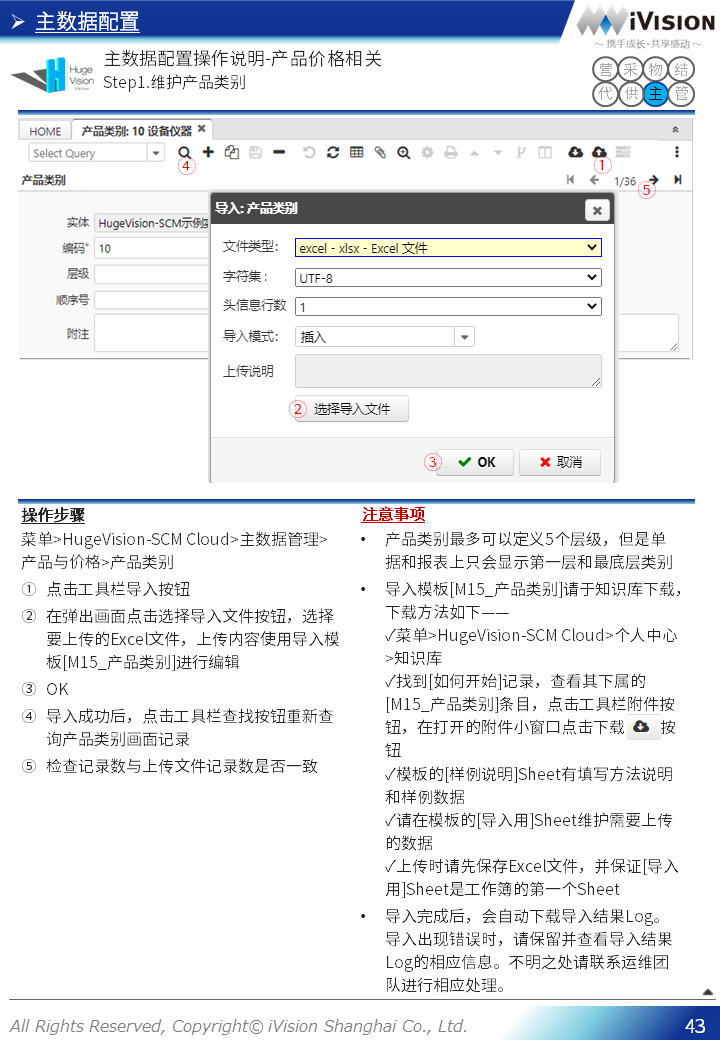 主数据配置
iVision
～ 携手成长·共享感动 ～
Huge
Vision
主数据配置操作说明-产品价格相关
Step1.维护产品类别
营 采 物 结
代 供 主 管
HOME 产品类别: 10 设备仪器
Select Query
④ ①
产品类别 1/36 ⑤
导入: 产品类别
实体 HugeVision-SCM示例
编码* 10
层级
顺序号
附注
文件类型: excel - xlsx - Excel 文件
字符集: UTF-8
头信息行数 1
导入模式: 插入
上传说明
② 选择导入文件
③ OK 取消
操作步骤
菜单>HugeVision-SCM Cloud>主数据管理>
产品与价格>产品类别
① 点击工具栏导入按钮
② 在弹出画面点击选择导入文件按钮，选择
要上传的Excel文件，上传内容使用导入模
板[M15_产品类别]进行编辑
③ OK
④ 导入成功后，点击工具栏查找按钮重新查
询产品类别画面记录
⑤ 检查记录数与上传文件记录数是否一致
注意事项
• 产品类别最多可以定义5个层级，但是单
据和报表上只会显示第一层和最底层类别
• 导入模板[M15_产品类别]请于知识库下载，
下载方法如下——
✓菜单>HugeVision-SCM Cloud>个人中心
>知识库
✓找到[如何开始]记录，查看其下属的
[M15_产品类别]条目，点击工具栏附件按
钮，在打开的附件小窗口点击下载 按
钮
✓模板的[样例说明]Sheet有填写方法说明
和样例数据
✓请在模板的[导入用]Sheet维护需要上传
的数据
✓上传时请先保存Excel文件，并保证[导入
用]Sheet是工作簿的第一个Sheet
• 导入完成后，会自动下载导入结果Log。
导入出现错误时，请保留并查看导入结果
Log的相应信息。不明之处请联系运维团
队进行相应处理。
All Rights Reserved, Copyright© iVision Shanghai Co., Ltd.
43